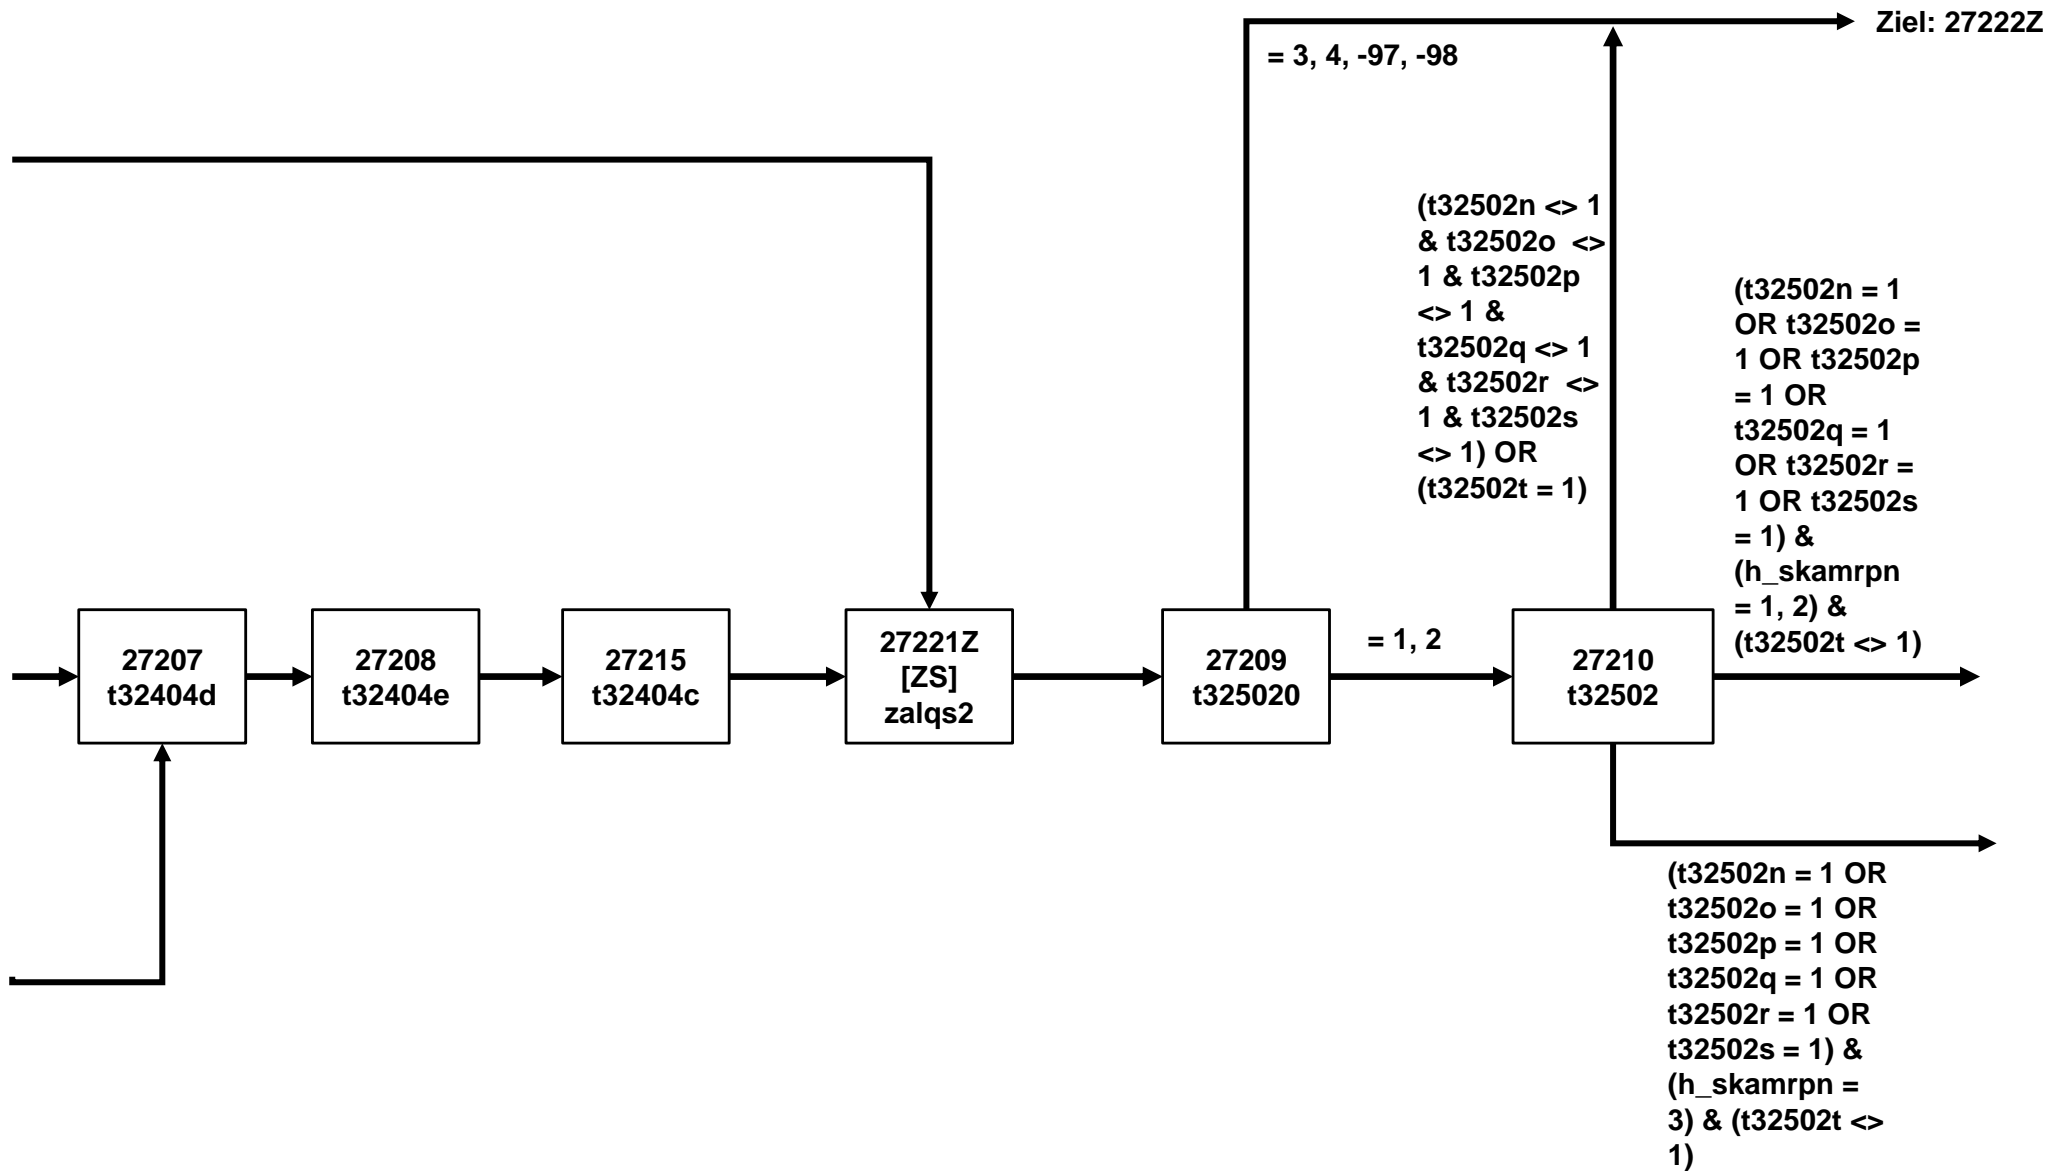 Ziel: 27222Z
= 3, 4, -97, -98
(t32502n <> 1
& t32502o <>
1 & t32502p
<> 1 &
t32502q <> 1
& t32502r <>
1 & t32502s
<> 1) OR
(t32502t = 1)
(t32502n = 1
OR t32502o =
1 OR t32502p
= 1 OR
t32502q = 1
OR t32502r =
1 OR t32502s
= 1) &
(h_skamrpn
= 1, 2) &
(t32502t <> 1)
27207
t32404d
27208
t32404e
27215
t32404c
27221Z
[ZS]
zalqs2
27209
t325020
= 1, 2
27210
t32502
(t32502n = 1 OR
t32502o = 1 OR
t32502p = 1 OR
t32502q = 1 OR
t32502r = 1 OR
t32502s = 1) &
(h_skamrpn =
3) & (t32502t <>
1)